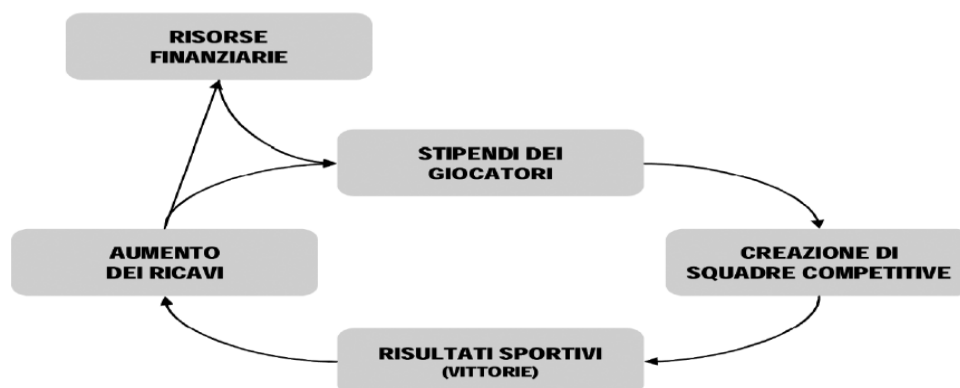 RISORSE
FINANZIARIE
STIPENDI DEI
GIOCATORI
AUMENTO
DEI RICAVI
CREAZIONE DI
SQUADRE COMPETITIVE
RISULTATI SPORTIVI
(VITTORIE)